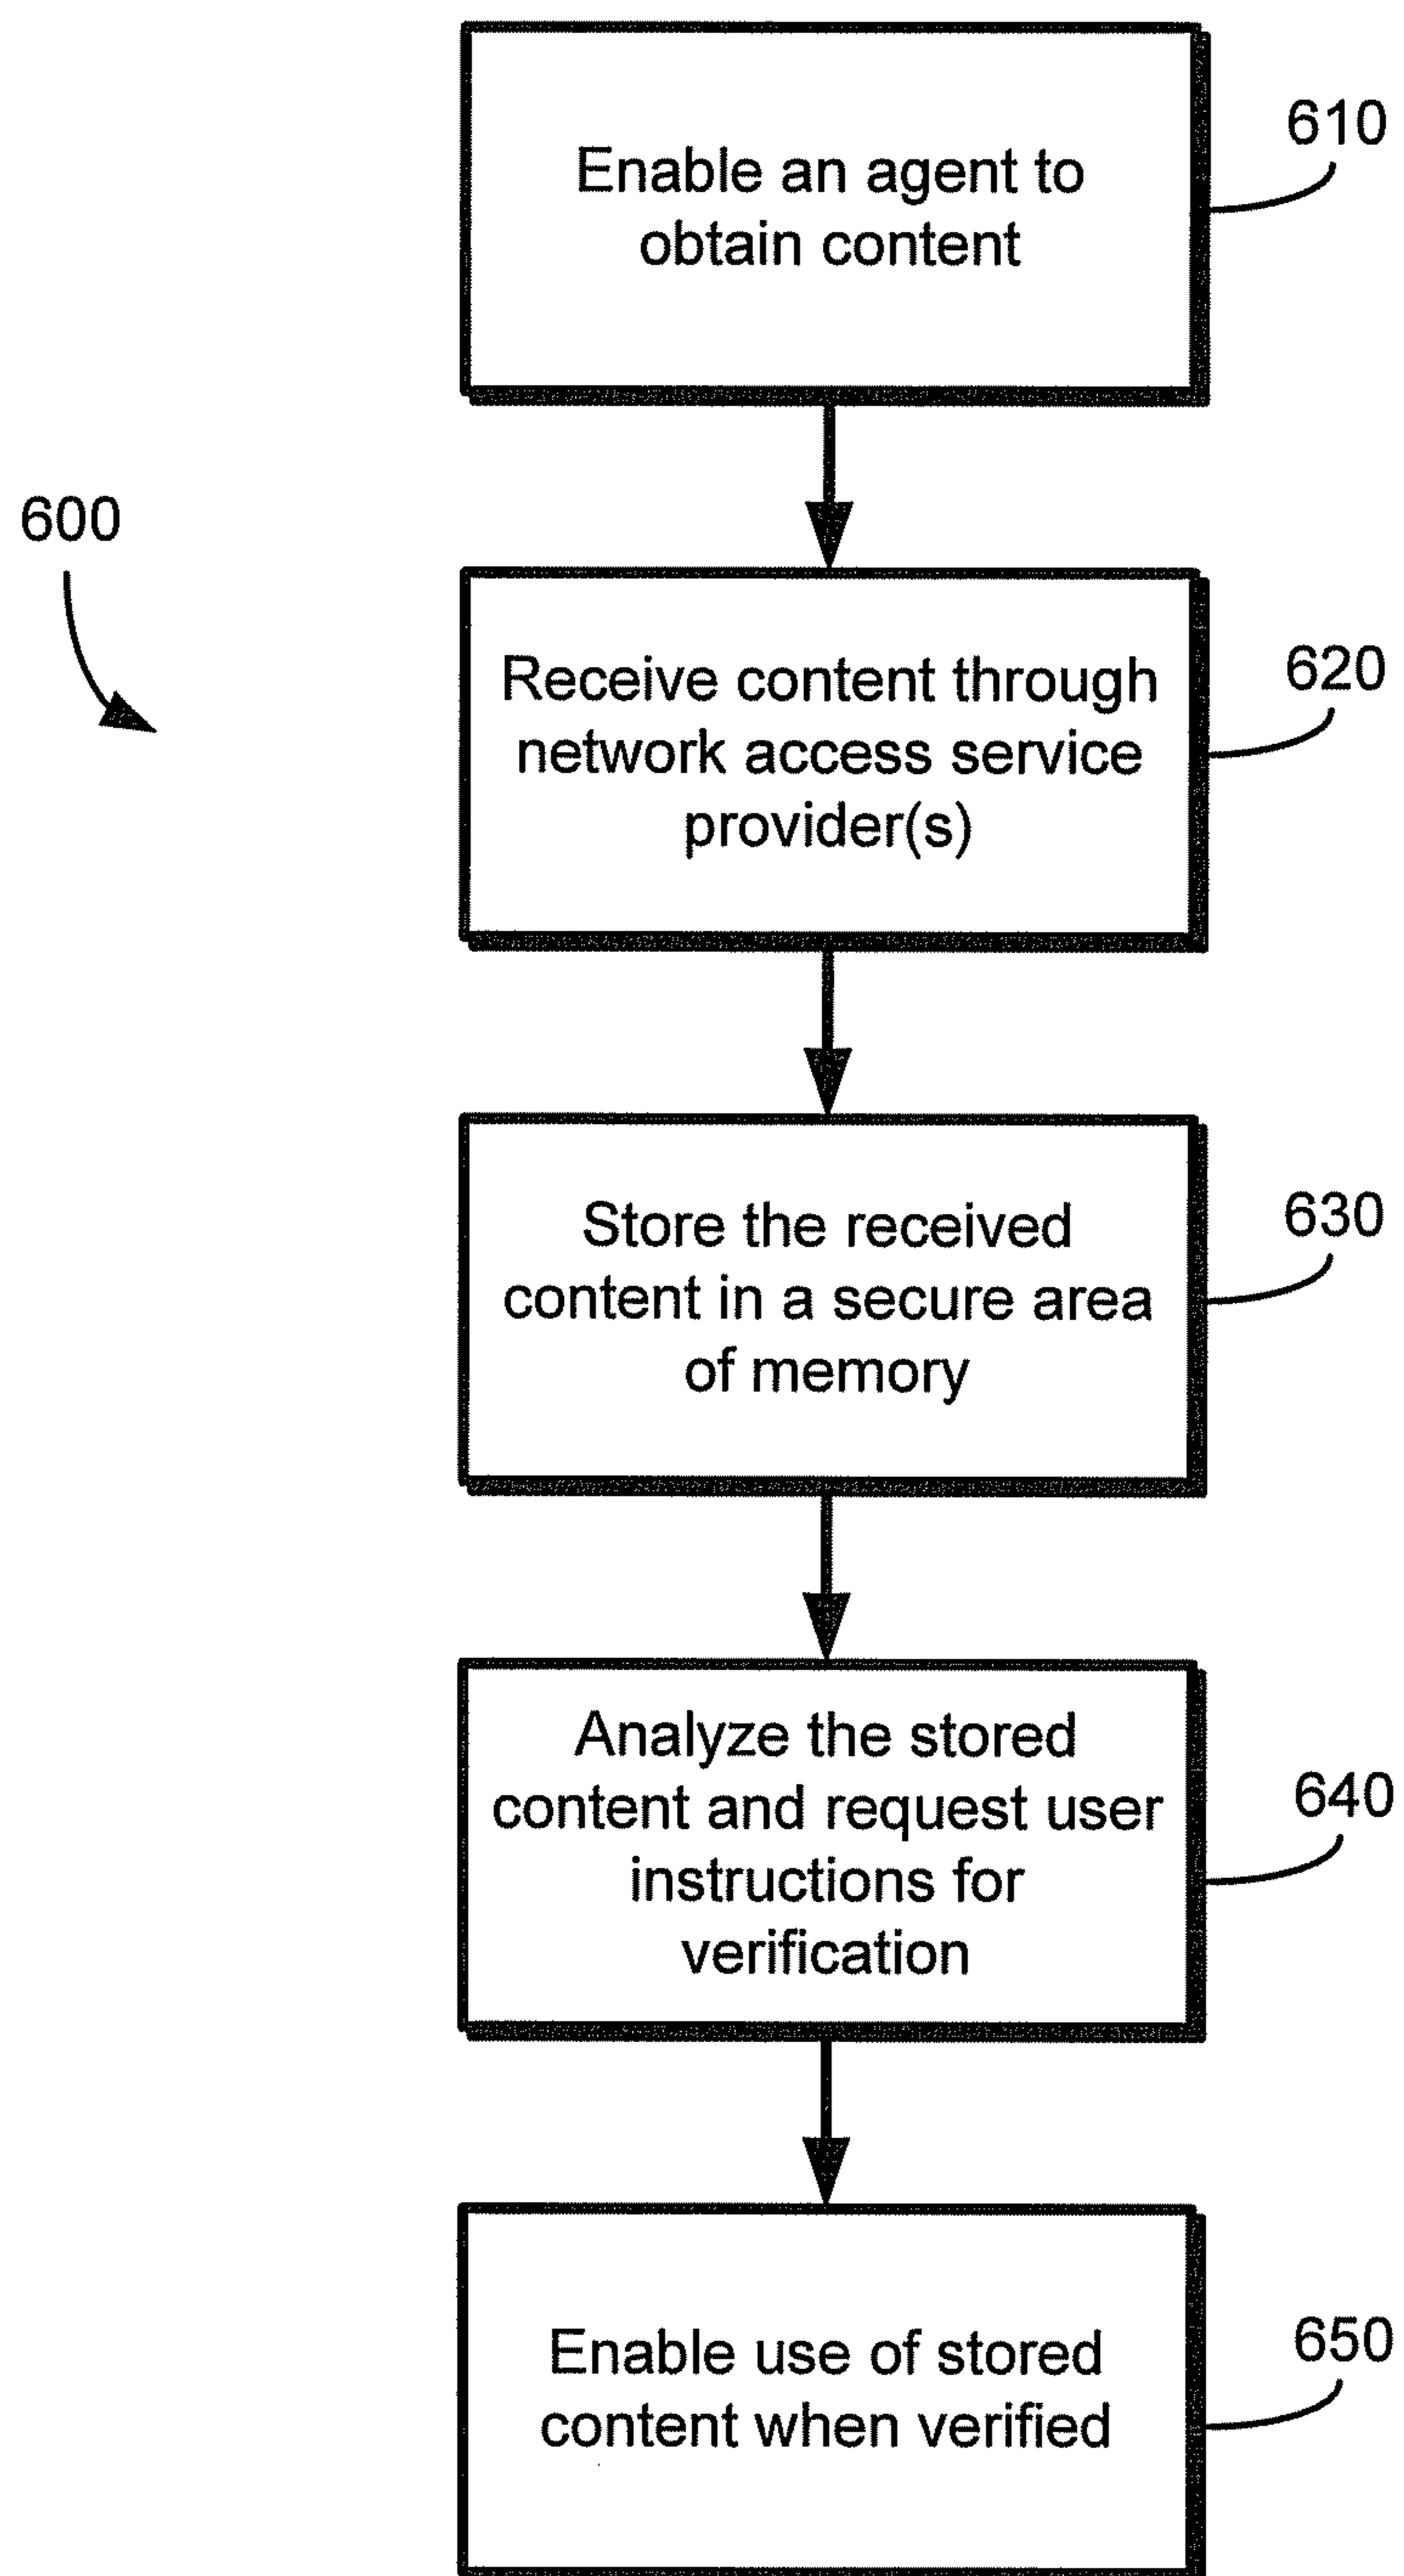 Enable an agent to
obtain content
610
600
Receive content through
network access service
provider(s)
620
Store the received
content in a secure area
of memory
630
Analyze the stored
content and request user
instructions for
verification
640
Enable use of stored
content when verified
650